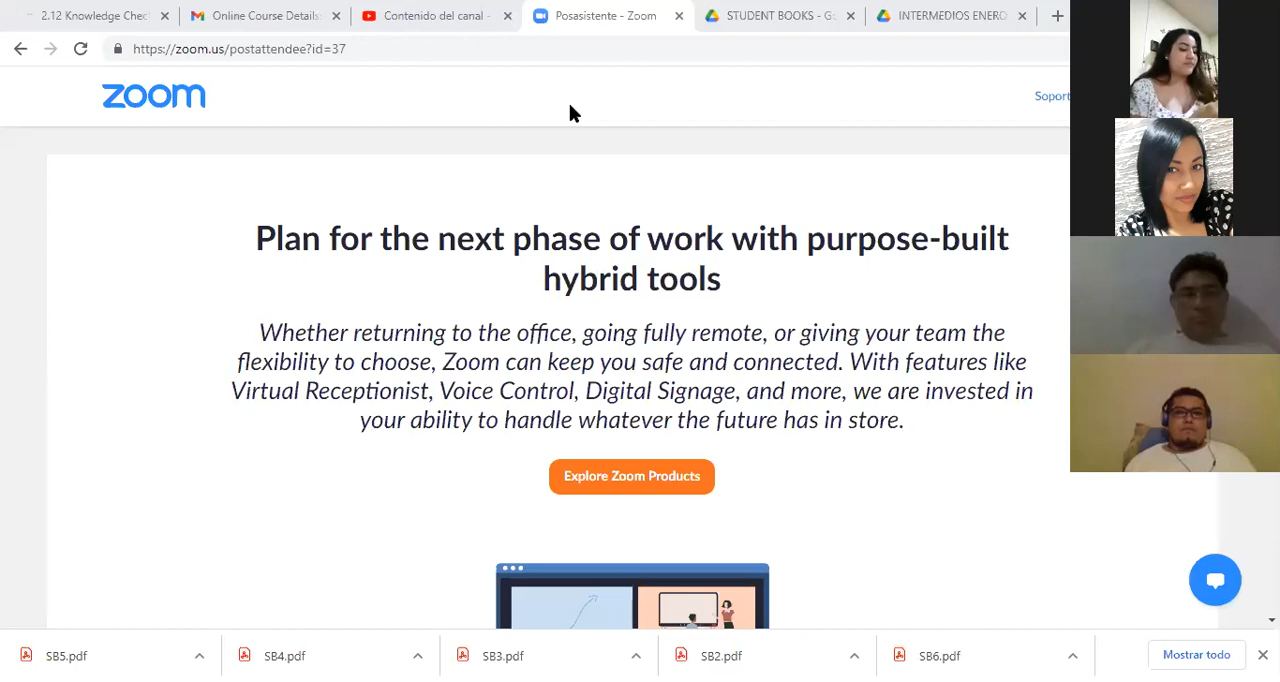 2.12 Knowledge Chec
Online Course Details:
Contenido del canal -
Posasistente - Zoom
STUDENT BOOKS - G
INTERMEDIOS ENERO
https://zoom.us/postattendee?id=37
zoom
Soport
Plan for the next phase of work with purpose-built
hybrid tools
Whether returning to the office, going fully remote, or giving your team the
flexibility to choose, Zoom can keep you safe and connected. With features like
Virtual Receptionist, Voice Control, Digital Signage, and more, we are invested in
your ability to handle whatever the future has in store.
Explore Zoom Products
SB5.pdf
SB4.pdf
SB3.pdf
SB2.pdf
SB6.pdf
Mostrar todo